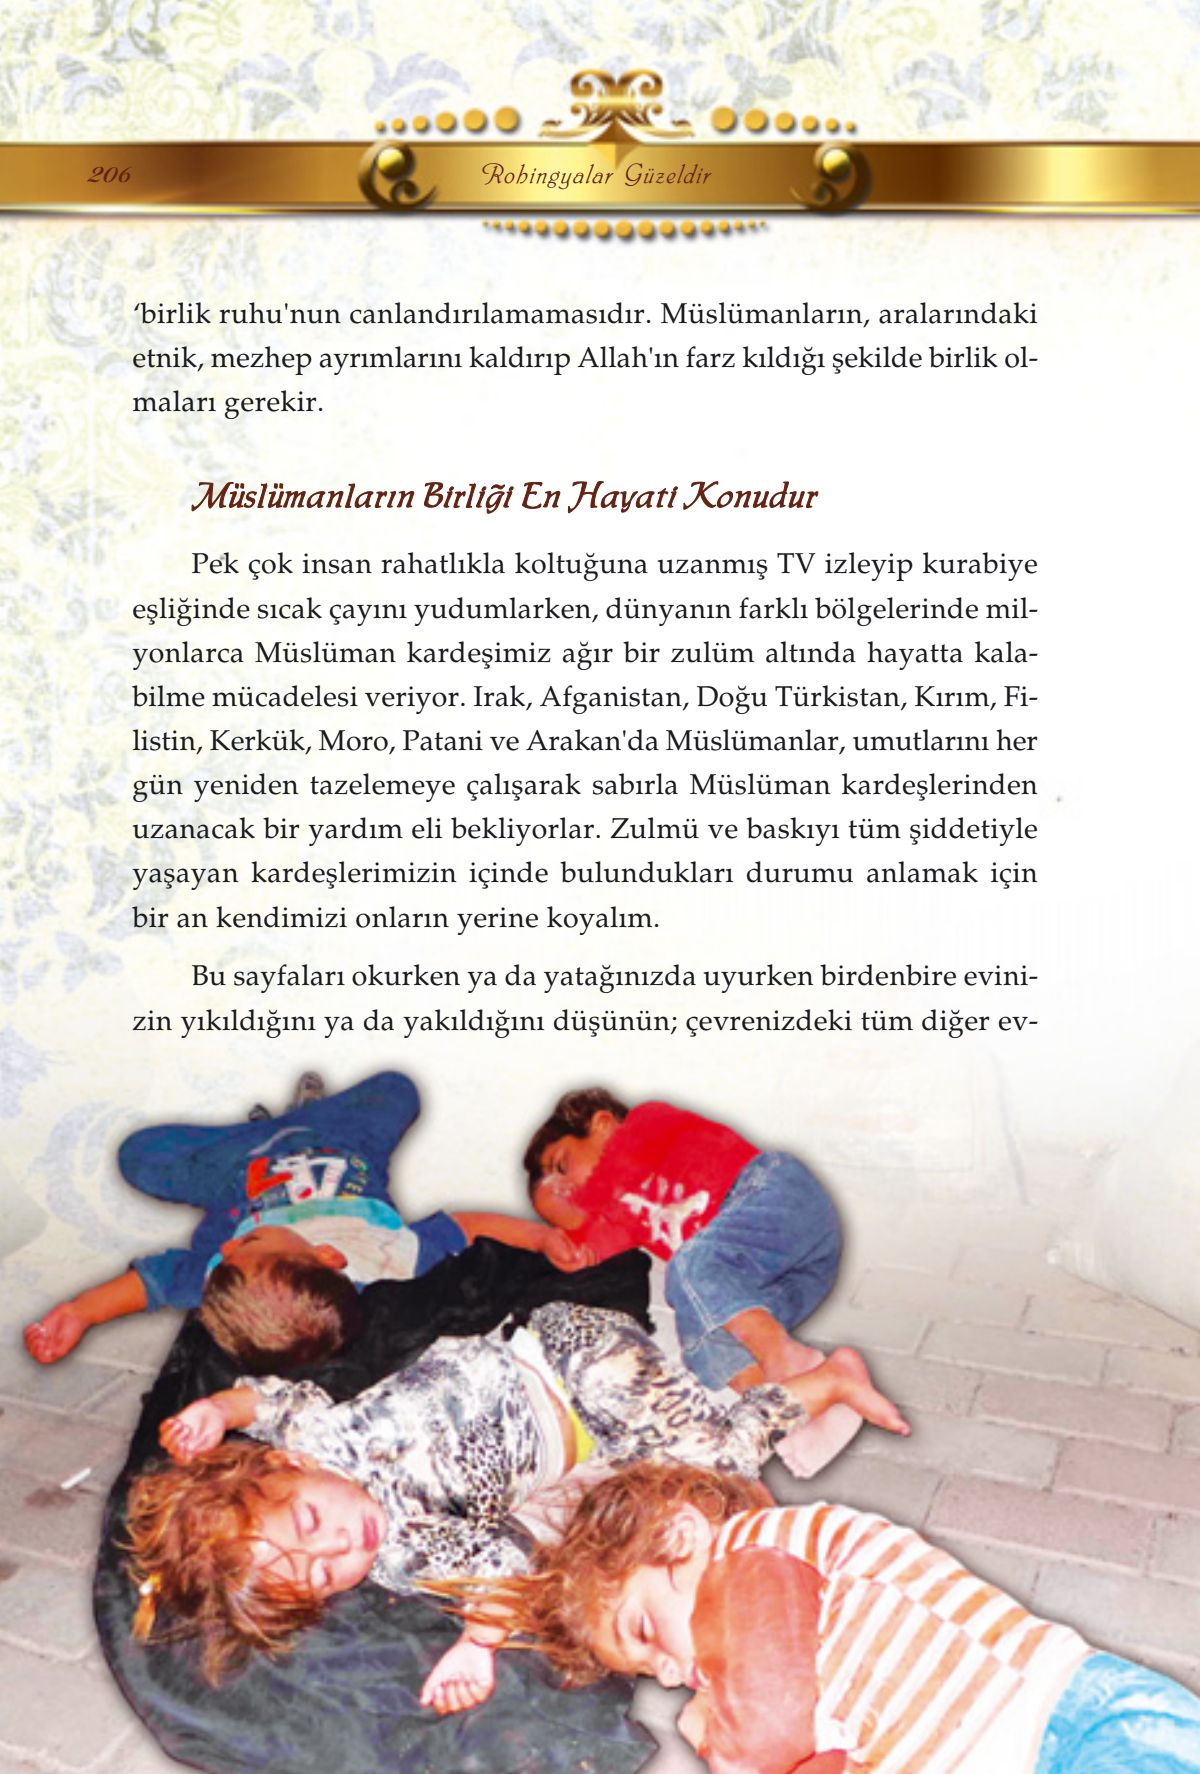 206
Rohingyalar Güzeldir
‘birlik ruhu'nun canlandırılamamasıdır. Müslümanların, aralarındaki
etnik, mezhep ayrımlarını kaldırıp Allah'ın farz kıldığı şekilde birlik ol-
maları gerekir.
Müslümanların Birliği En Hayati Konudur
Pek çok insan rahatlıkla koltuğuna uzanmış TV izleyip kurabiye
eşliğinde sıcak çayını yudumlarken, dünyanın farklı bölgelerinde mil-
yonlarca Müslüman kardeşimiz ağır bir zulüm altında hayatta kala-
bilme mücadelesi veriyor. Irak, Afganistan, Doğu Türkistan, Kırım, Fi-
listin, Kerkük, Moro, Patani ve Arakan'da Müslümanlar, umutlarını her
gün yeniden tazelemeye çalışarak sabırla Müslüman kardeşlerinden
uzanacak bir yardım eli bekliyorlar. Zulmü ve baskıyı tüm şiddetiyle
yaşayan kardeşlerimizin içinde bulundukları durumu anlamak için
bir an kendimizi onların yerine koyalım.
Bu sayfaları okurken ya da yatağınızda uyurken birdenbire evini-
zin yıkıldığını ya da yakıldığını düşünün; çevrenizdeki tüm diğer ev-